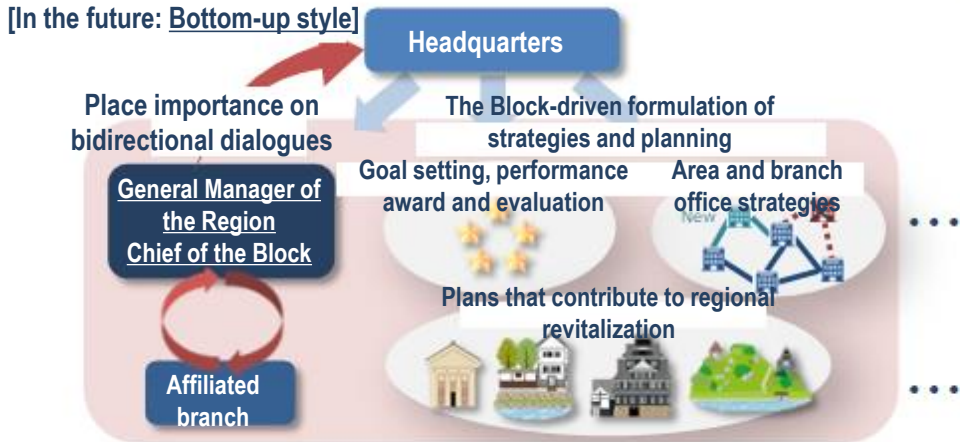 [In the future: Bottom-up style]
Headquarters
Place importance on
bidirectional dialogues
The Block-driven formulation of
strategies and planning
General Manager of
the Region
Chief of the Block
Goal setting, performance
award and evaluation
Area and branch
office strategies
New
Plans that contribute to regional
revitalization
Affiliated
branch